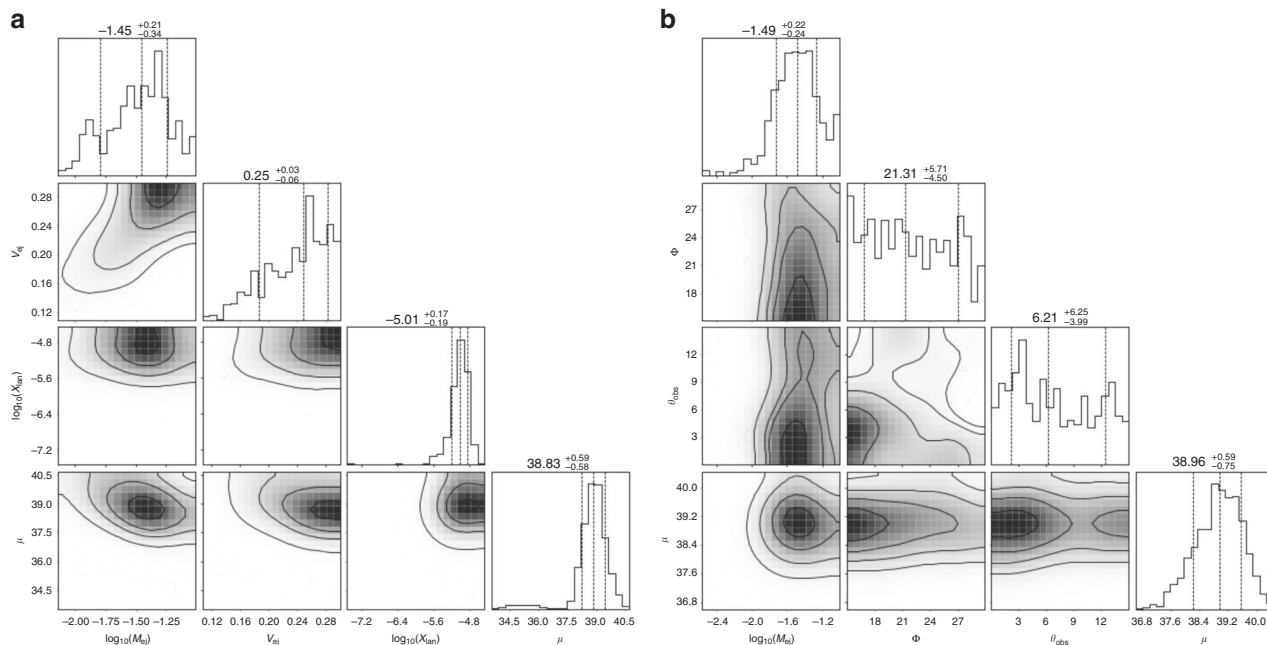 a
−1.45 +0.21 −0.34
0.25 +0.03 −0.06
−5.01 +0.17 −0.19
38.83 +0.59 −0.58
V_ej
0.28
0.24
0.20
0.16
0.12
log10(X_lan)
−4.8
−5.6
−6.4
−7.2
μ
40.5
39.0
37.5
36.0
34.5
−2.00 −1.75 −1.50 −1.25
0.12 0.16 0.20 0.24 0.28
−7.2 −6.4 −5.6 −4.8
34.5 36.0 37.5 39.0 40.5
log10(M_ej) V_ej log10(X_lan) μ
b
−1.49 +0.22 −0.24
21.31 +5.71 −4.50
6.21 +6.25 −3.99
38.96 +0.59 −0.75
Φ
27
24
21
18
15
θ_obs
12
9
6
3
μ
40.0
39.2
38.4
37.6
36.8
−2.4 −2.0 −1.6 −1.2
15 18 21 24 27
3 6 9 12
36.8 37.6 38.4 39.2 40.0
log10(M_ej) Φ θ_obs μ